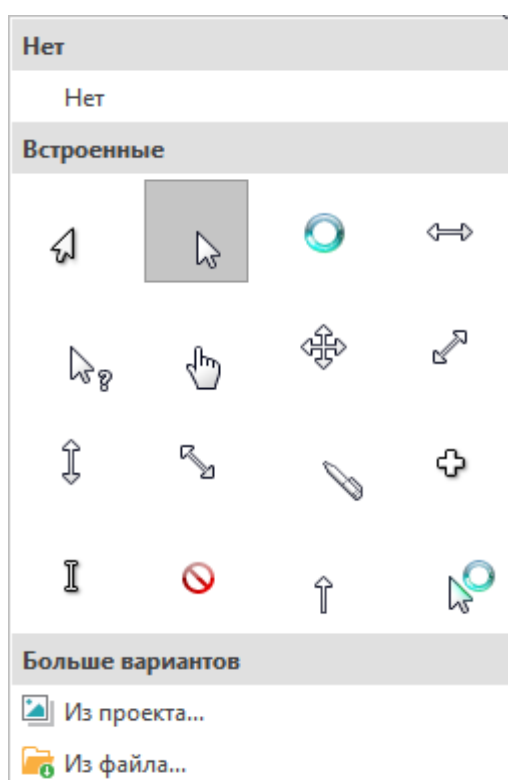 Нет
Нет
Встроенные
Больше вариантов
Из проекта...
Из файла...